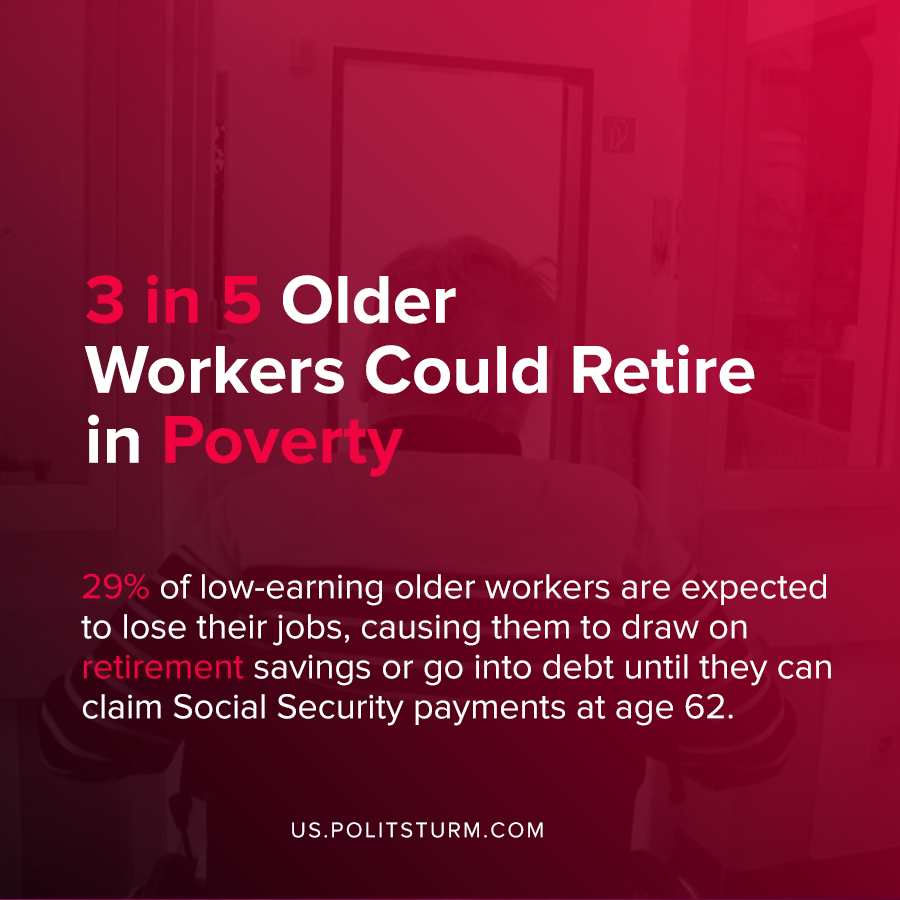 3 in 5 Older
Workers Could Retire
in Poverty
29% of low-earning older workers are expected
to lose their jobs, causing them to draw on
retirement savings or go into debt until they can
claim Social Security payments at age 62.
US.POLITSTURM.COM